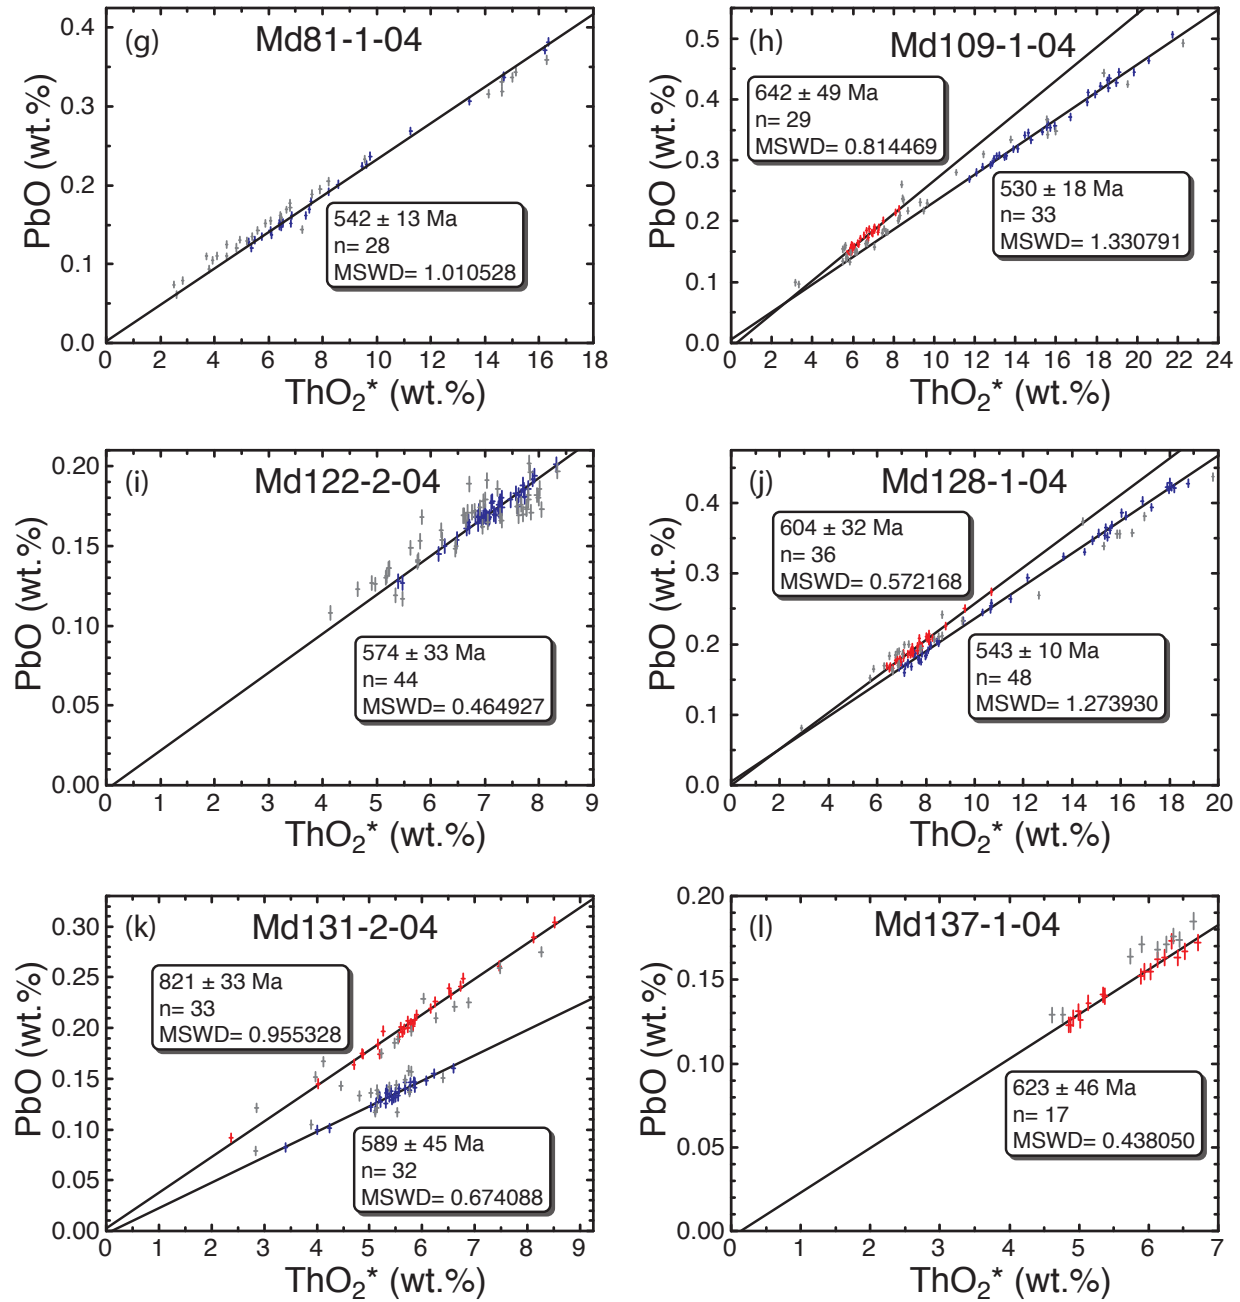 (g) Md81-1-04
PbO (wt.%)
0.4
0.3
0.2
0.1
0.0
542 ± 13 Ma
n= 28
MSWD= 1.010528
0 2 4 6 8 10 12 14 16 18
ThO2* (wt.%)
(h) Md109-1-04
PbO (wt.%)
0.5
0.4
0.3
0.2
0.1
0.0
642 ± 49 Ma
n= 29
MSWD= 0.814469
530 ± 18 Ma
n= 33
MSWD= 1.330791
0 2 4 6 8 10 12 14 16 18 20 22 24
ThO2* (wt.%)
(i) Md122-2-04
PbO (wt.%)
0.20
0.15
0.10
0.05
0.00
574 ± 33 Ma
n= 44
MSWD= 0.464927
0 1 2 3 4 5 6 7 8 9
ThO2* (wt.%)
(j) Md128-1-04
PbO (wt.%)
0.4
0.3
0.2
0.1
0.0
604 ± 32 Ma
n= 36
MSWD= 0.572168
543 ± 10 Ma
n= 48
MSWD= 1.273930
0 2 4 6 8 10 12 14 16 18 20
ThO2* (wt.%)
(k) Md131-2-04
PbO (wt.%)
0.30
0.25
0.20
0.15
0.10
0.05
0.00
821 ± 33 Ma
n= 33
MSWD= 0.955328
589 ± 45 Ma
n= 32
MSWD= 0.674088
0 1 2 3 4 5 6 7 8 9
ThO2* (wt.%)
(l) Md137-1-04
PbO (wt.%)
0.20
0.15
0.10
0.05
0.00
623 ± 46 Ma
n= 17
MSWD= 0.438050
0 1 2 3 4 5 6 7
ThO2* (wt.%)